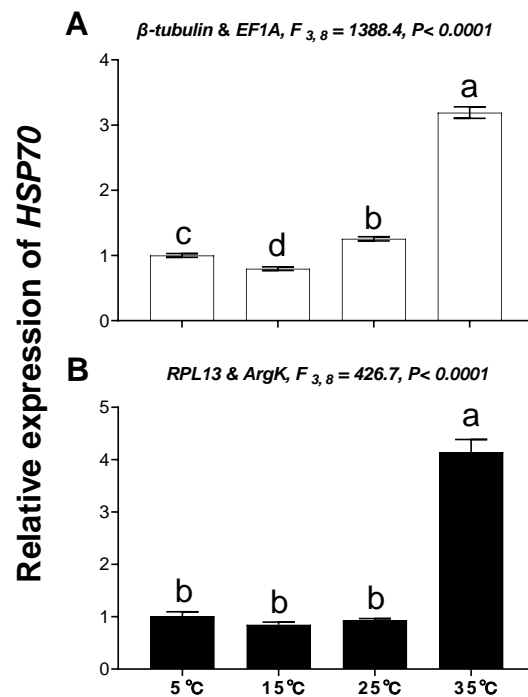 A
β-tubulin & EF1A, F 3, 8 = 1388.4, P< 0.0001
4
3
2
1
0
c
d
b
a
Relative expression of HSP70
B
RPL13 & ArgK, F 3, 8 = 426.7, P< 0.0001
5
4
3
2
1
0
b
b
b
a
5 ℃ 15 ℃ 25 ℃ 35 ℃